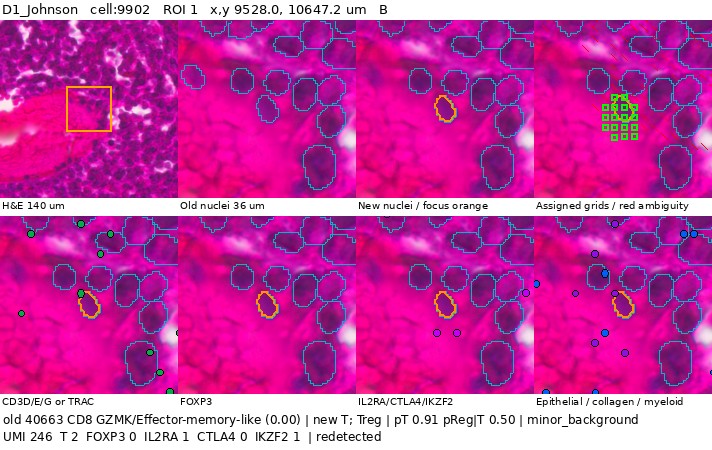 D1_Johnson   cell:9902   ROI 1   x,y 9528.0, 10647.2 um   B
H&E 140 um
Old nuclei 36 um
New nuclei / focus orange
Assigned grids / red ambiguity
CD3D/E/G or TRAC
FOXP3
IL2RA/CTLA4/IKZF2
Epithelial / collagen / myeloid
old 40663 CD8 GZMK/Effector-memory-like (0.00) | new T; Treg | pT 0.91 pReg|T 0.50 | minor_background
UMI 246  T 2  FOXP3 0  IL2RA 1  CTLA4 0  IKZF2 1  | redetected